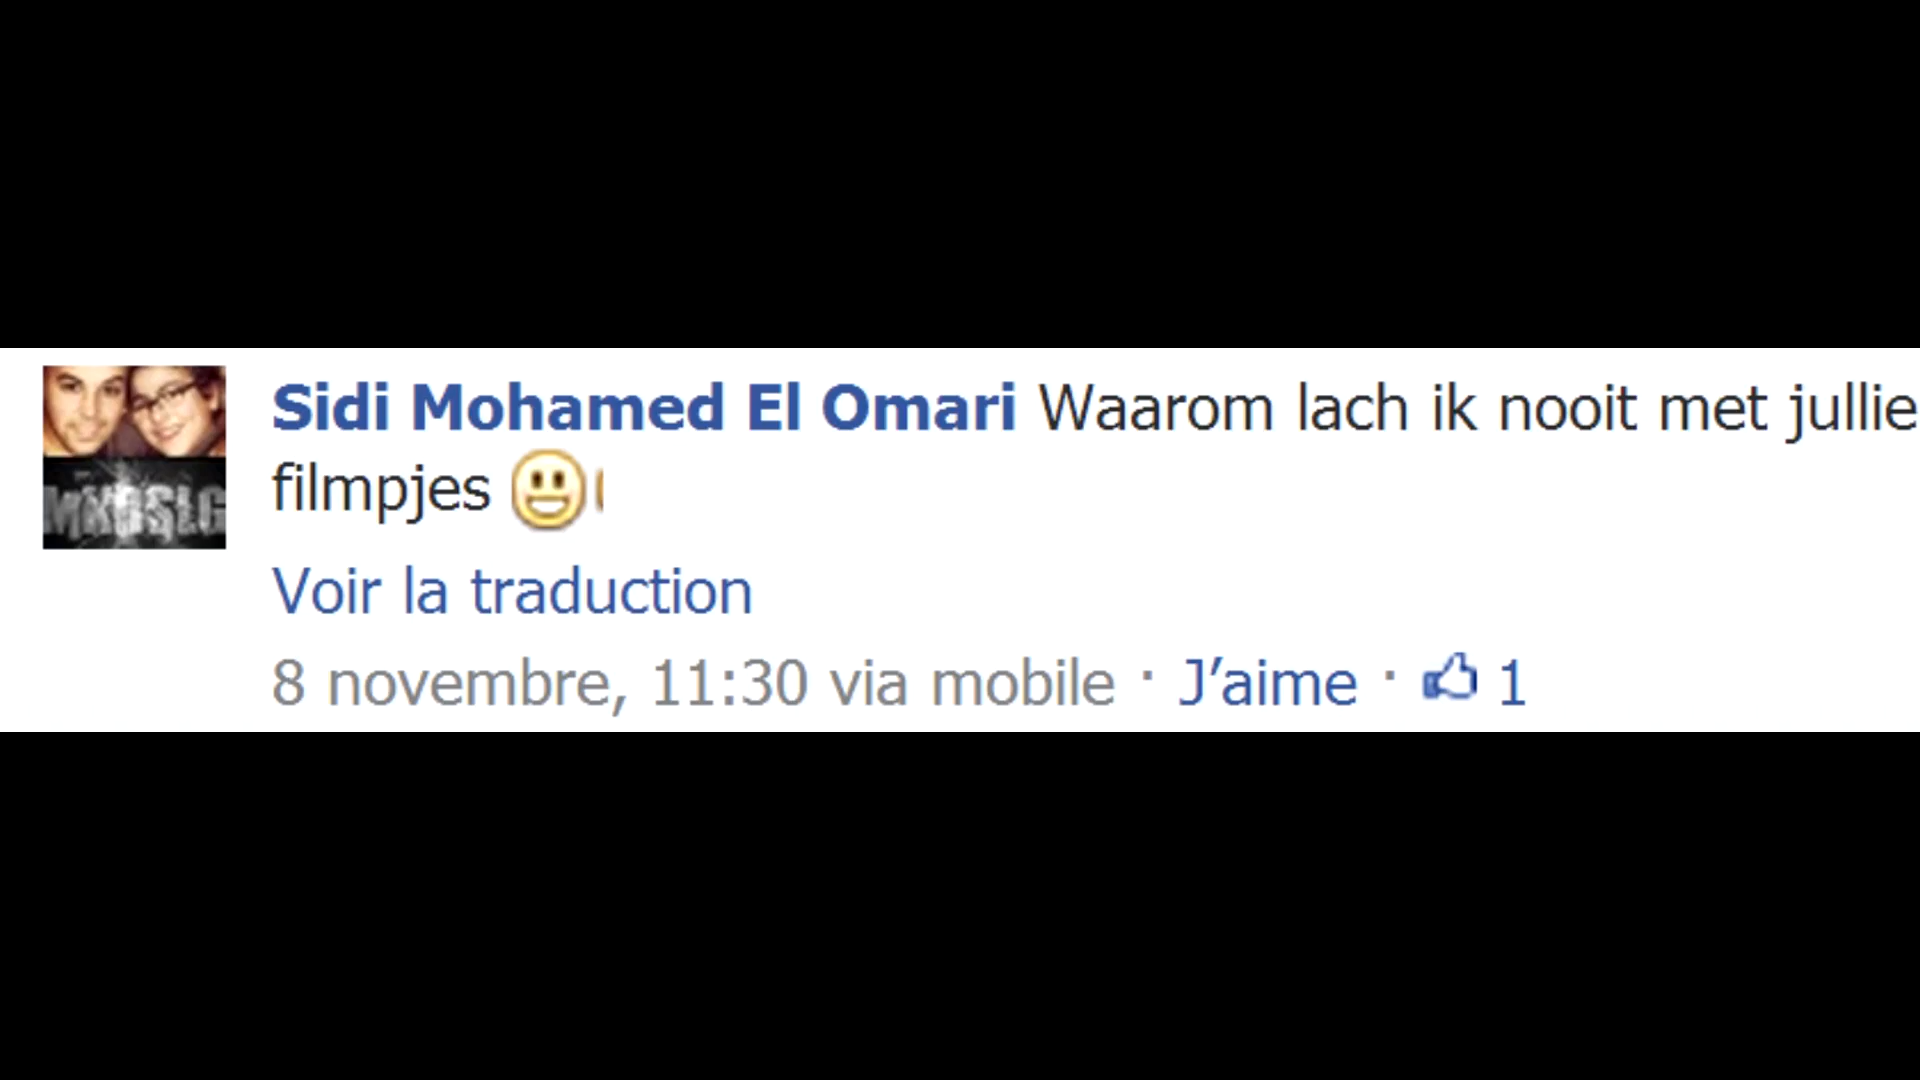 Sidi Mohamed El Omari Waarom lach ik nooit met jullie
filmpjes
Voir la traduction
8 novembre, 11:30 via mobile · J'aime · 1